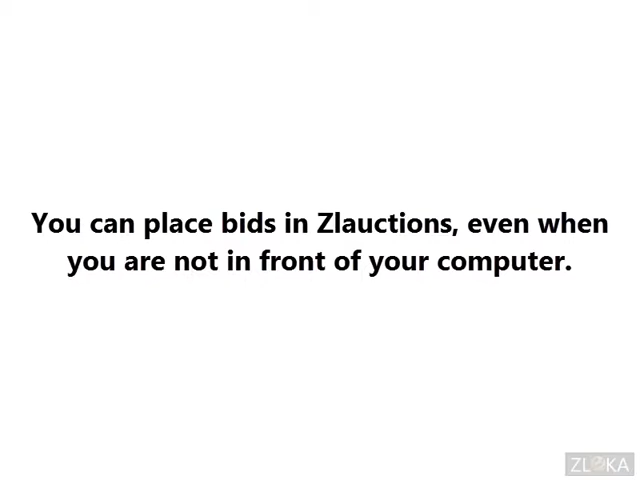 You can place bids in Zlauctions, even when
you are not in front of your computer.
ZLOKA